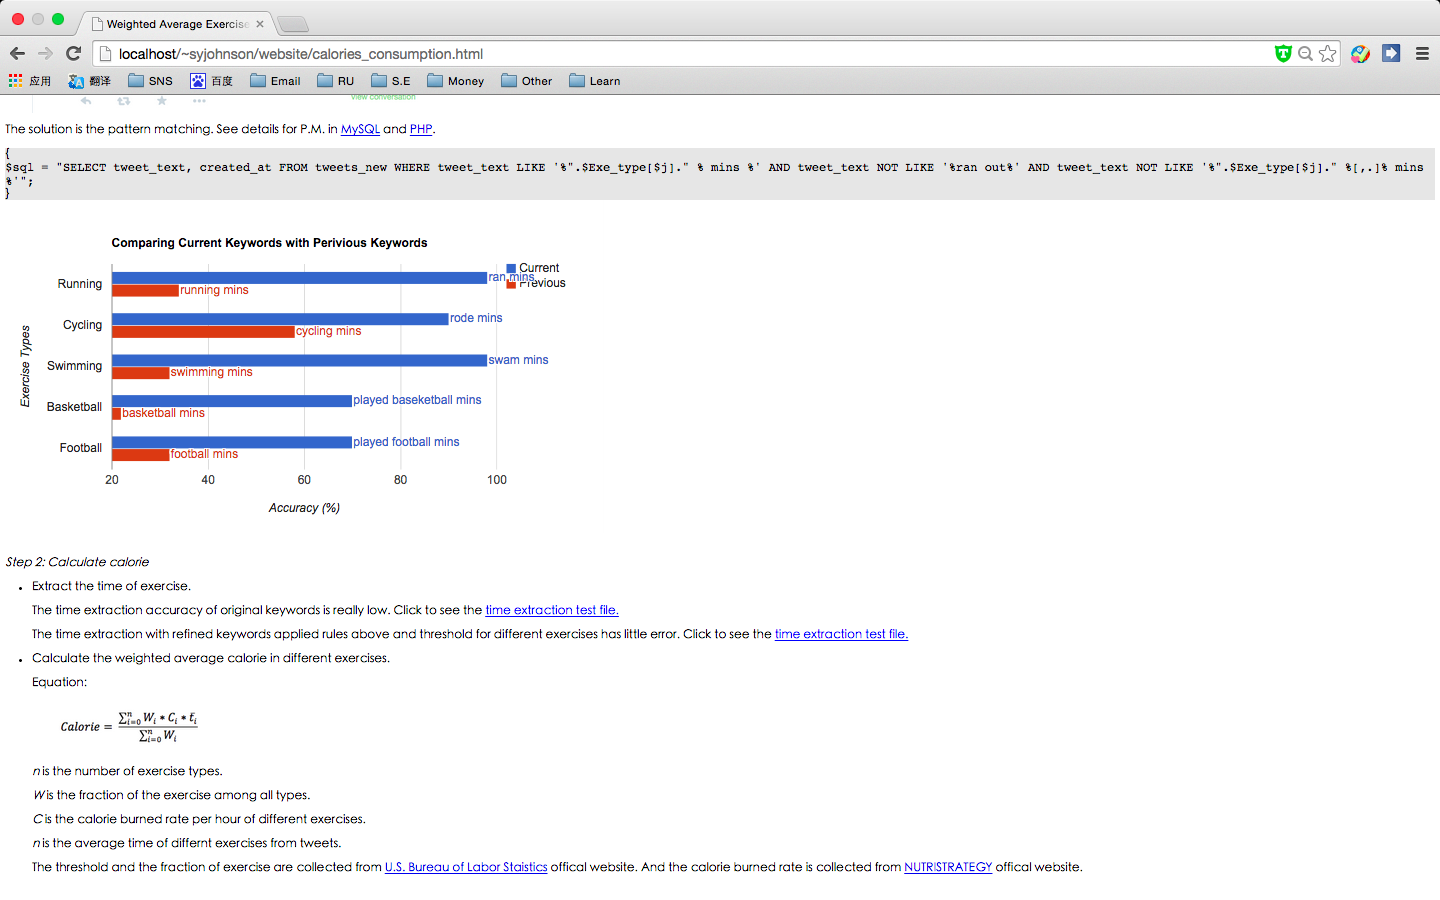 Weighted Average Exercise
localhost/~syjohnson/website/calories_consumption.html
应用 翻译 SNS 百度 Email RU S.E Money Other Learn
View conversation
The solution is the pattern matching. See details for P.M. in MySQL and PHP.
{
$sql = "SELECT tweet_text, created_at FROM tweets_new WHERE tweet_text LIKE '%".$Exe_type[$j]." % mins %' AND tweet_text NOT LIKE '%ran out%' AND tweet_text NOT LIKE '%".$Exe_type[$j]." %[,.]% mins
%'";
}
Comparing Current Keywords with Perivious Keywords
Current
Previous
Running
ran mins
running mins
Cycling
rode mins
cycling mins
Swimming
swam mins
swimming mins
Basketball
played baseketball mins
basketball mins
Football
played football mins
football mins
Exercise Types
20 40 60 80 100
Accuracy (%)
Step 2: Calculate calorie
• Extract the time of exercise.
The time extraction accuracy of original keywords is really low. Click to see the time extraction test file.
The time extraction with refined keywords applied rules above and threshold for different exercises has little error. Click to see the time extraction test file.
• Calculate the weighted average calorie in different exercises.
Equation:
Calorie = ∑ⁿᵢ₌₀ Wᵢ * Cᵢ * t̄ᵢ / ∑ⁿᵢ₌₀ Wᵢ
n is the number of exercise types.
W is the fraction of the exercise among all types.
C is the calorie burned rate per hour of different exercises.
n is the average time of differnt exercises from tweets.
The threshold and the fraction of exercise are collected from U.S. Bureau of Labor Staistics offical website. And the calorie burned rate is collected from NUTRISTRATEGY offical website.